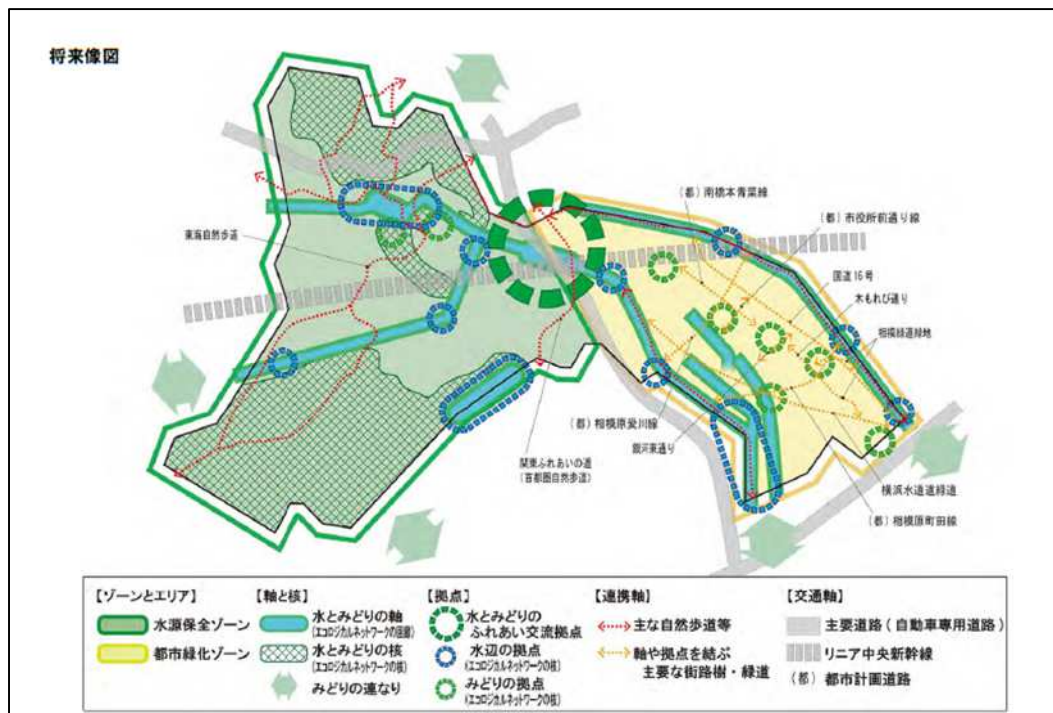 将来像図
(都)南橋本青葉線
(都)市役所前通り線
国道16号
木もれび通り
相模緑道緑地
東海自然歩道
(都)相模原愛川線
銀河東通り
関東ふれあいの道
(首都圏自然歩道)
横浜水道道緑道
(都)相模原町田線
【ゾーンとエリア】
水源保全ゾーン
都市緑化ゾーン
【軸と核】
水とみどりの軸
(エコロジカルネットワークの回廊)
水とみどりの核
(エコロジカルネットワークの核)
みどりの連なり
【拠点】
水とみどりの
ふれあい交流拠点
水辺の拠点
(エコロジカルネットワークの核)
みどりの拠点
(エコロジカルネットワークの核)
【連携軸】
主な自然歩道等
軸や拠点を結ぶ
主要な街路樹・緑道
【交通軸】
主要道路(自動車専用道路)
リニア中央新幹線
(都) 都市計画道路